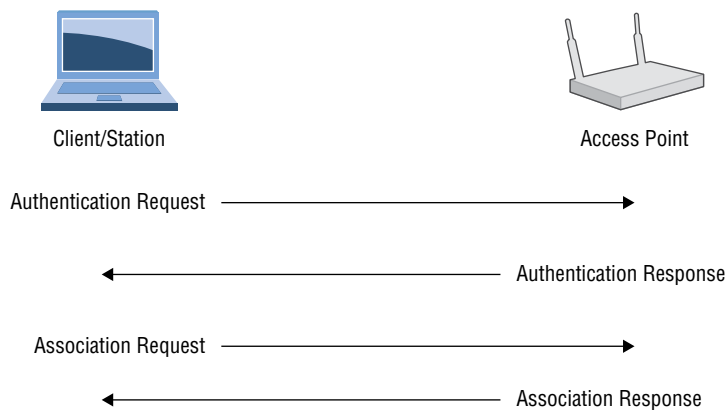 Client/Station
Access Point
Authentication Request
Authentication Response
Association Request
Association Response